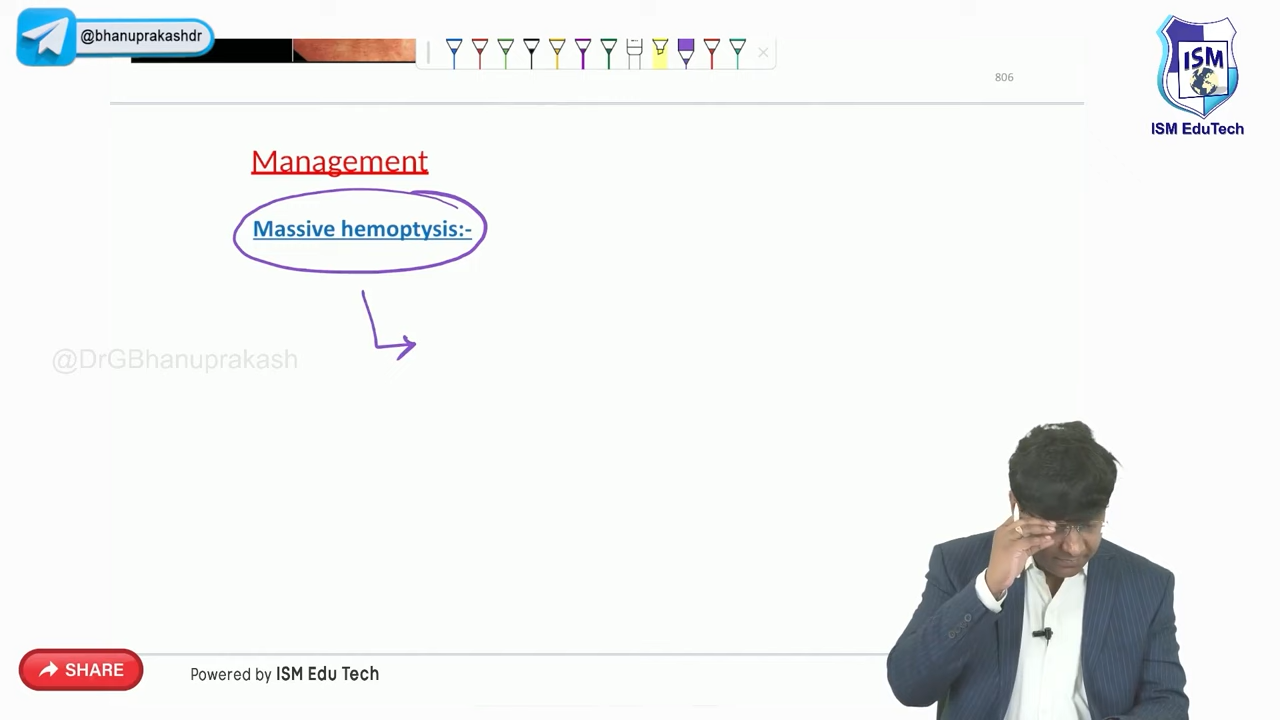 @bhanuprakashdr
806
ISM
ISM EduTech
Management
Massive hemoptysis:-
@DrGBhanuprakash
SHARE
Powered by ISM Edu Tech